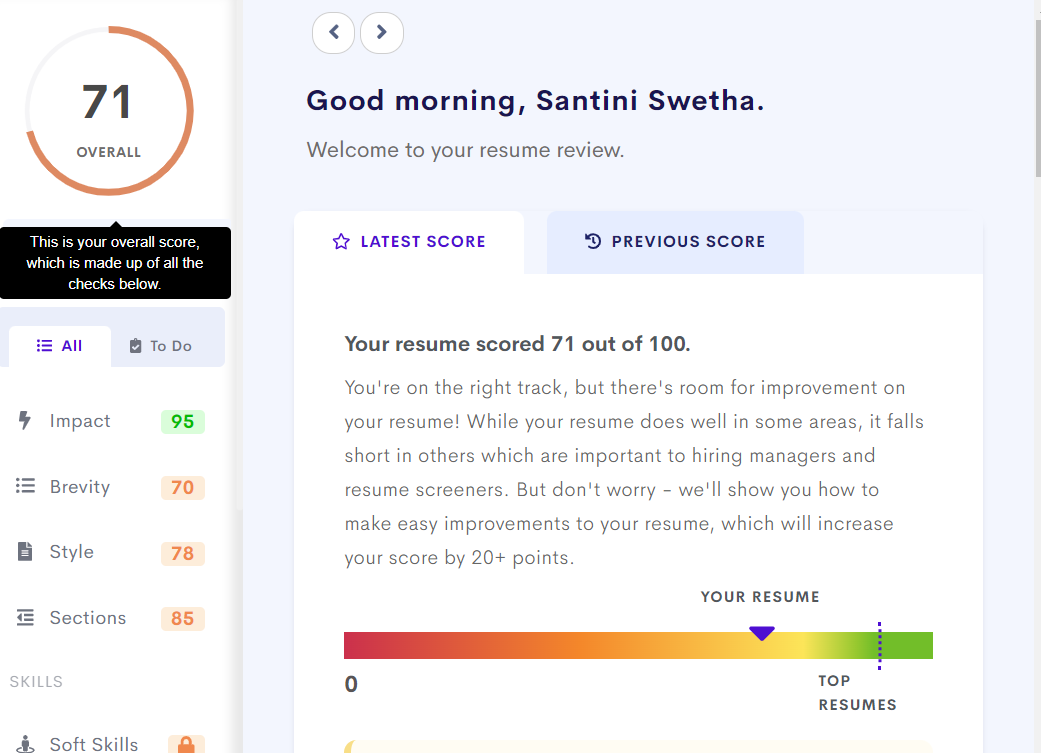 71
OVERALL
This is your overall score,
which is made up of all the
checks below.
All
To Do
Impact 95
Brevity 70
Style 78
Sections 85
SKILLS
Soft Skills
Good morning, Santini Swetha.
Welcome to your resume review.
LATEST SCORE
PREVIOUS SCORE
Your resume scored 71 out of 100.
You're on the right track, but there's room for improvement on
your resume! While your resume does well in some areas, it falls
short in others which are important to hiring managers and
resume screeners. But don't worry - we'll show you how to
make easy improvements to your resume, which will increase
your score by 20+ points.
YOUR RESUME
0
TOP
RESUMES